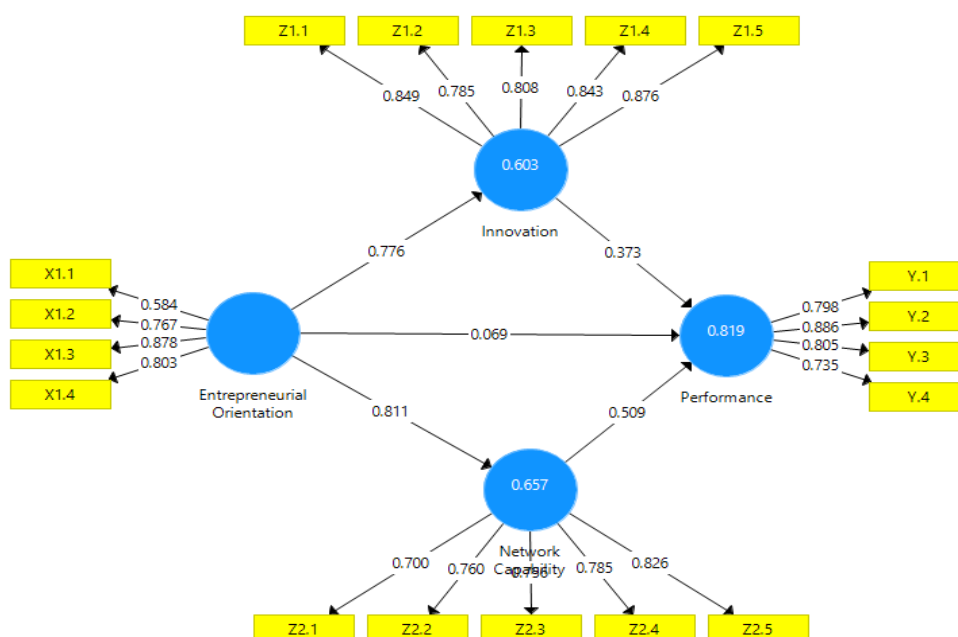 Z1.1 Z1.2 Z1.3 Z1.4 Z1.5
0.849 0.785 0.808 0.843 0.876
0.603
Innovation
0.776 0.373
X1.1
X1.2
X1.3
X1.4
0.584
0.767
0.878
0.803
Entrepreneurial
Orientation
0.069
0.819
Performance
0.798
0.886
0.805
0.735
Y.1
Y.2
Y.3
Y.4
0.811 0.509
0.657
Network
Capability
0.700 0.760 0.785 0.826
Z2.1 Z2.2 Z2.3 Z2.4 Z2.5